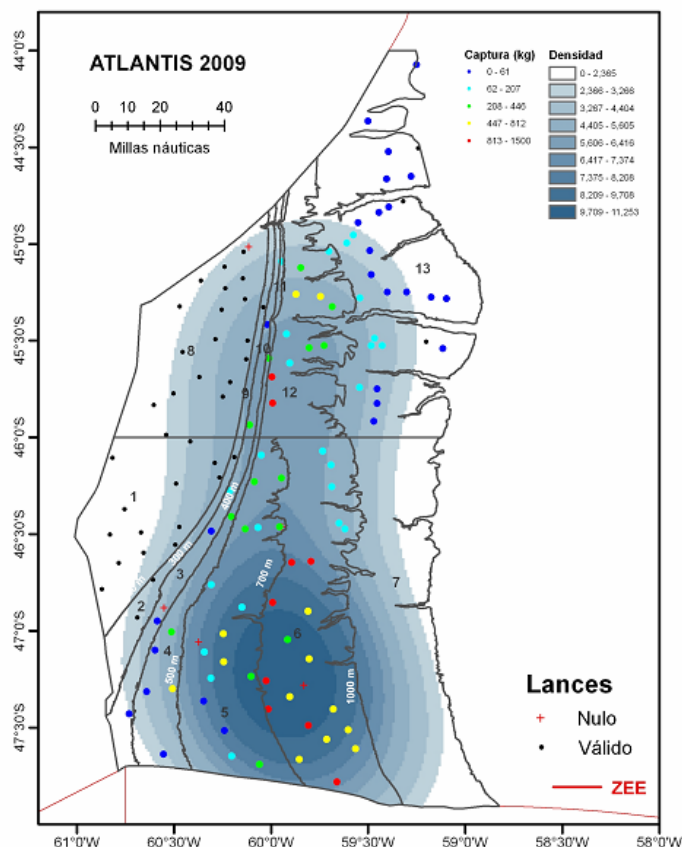 ATLANTIS 2009
0 10 20 40
Millas náuticas
Captura (kg)
0 - 61
62 - 207
208 - 446
447 - 812
813 - 1500
Densidad
0 - 2,365
2,366 - 3,266
3,267 - 4,404
4,405 - 5,605
5,606 - 6,416
6,417 - 7,374
7,375 - 8,208
8,209 - 9,708
9,709 - 11,253
44°0'S
44°30'S
45°0'S
45°30'S
46°0'S
46°30'S
47°0'S
47°30'S
13
11
8
10
9
12
1
400 m
300 m
3
700 m
7
2
6
4
500 m
1000 m
5
Lances
Nulo
Válido
ZEE
61°0'W
60°30'W
60°0'W
59°30'W
59°0'W
58°30'W
58°0'W